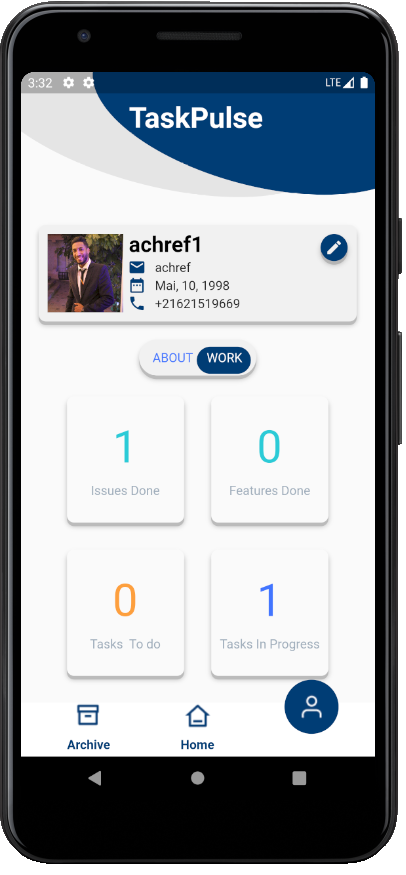 3:32 LTE
TaskPulse
achref1
achref
Mai, 10, 1998
+21621519669
ABOUT WORK
1 0
Issues Done Features Done
0 1
Tasks To do Tasks In Progress
Archive Home